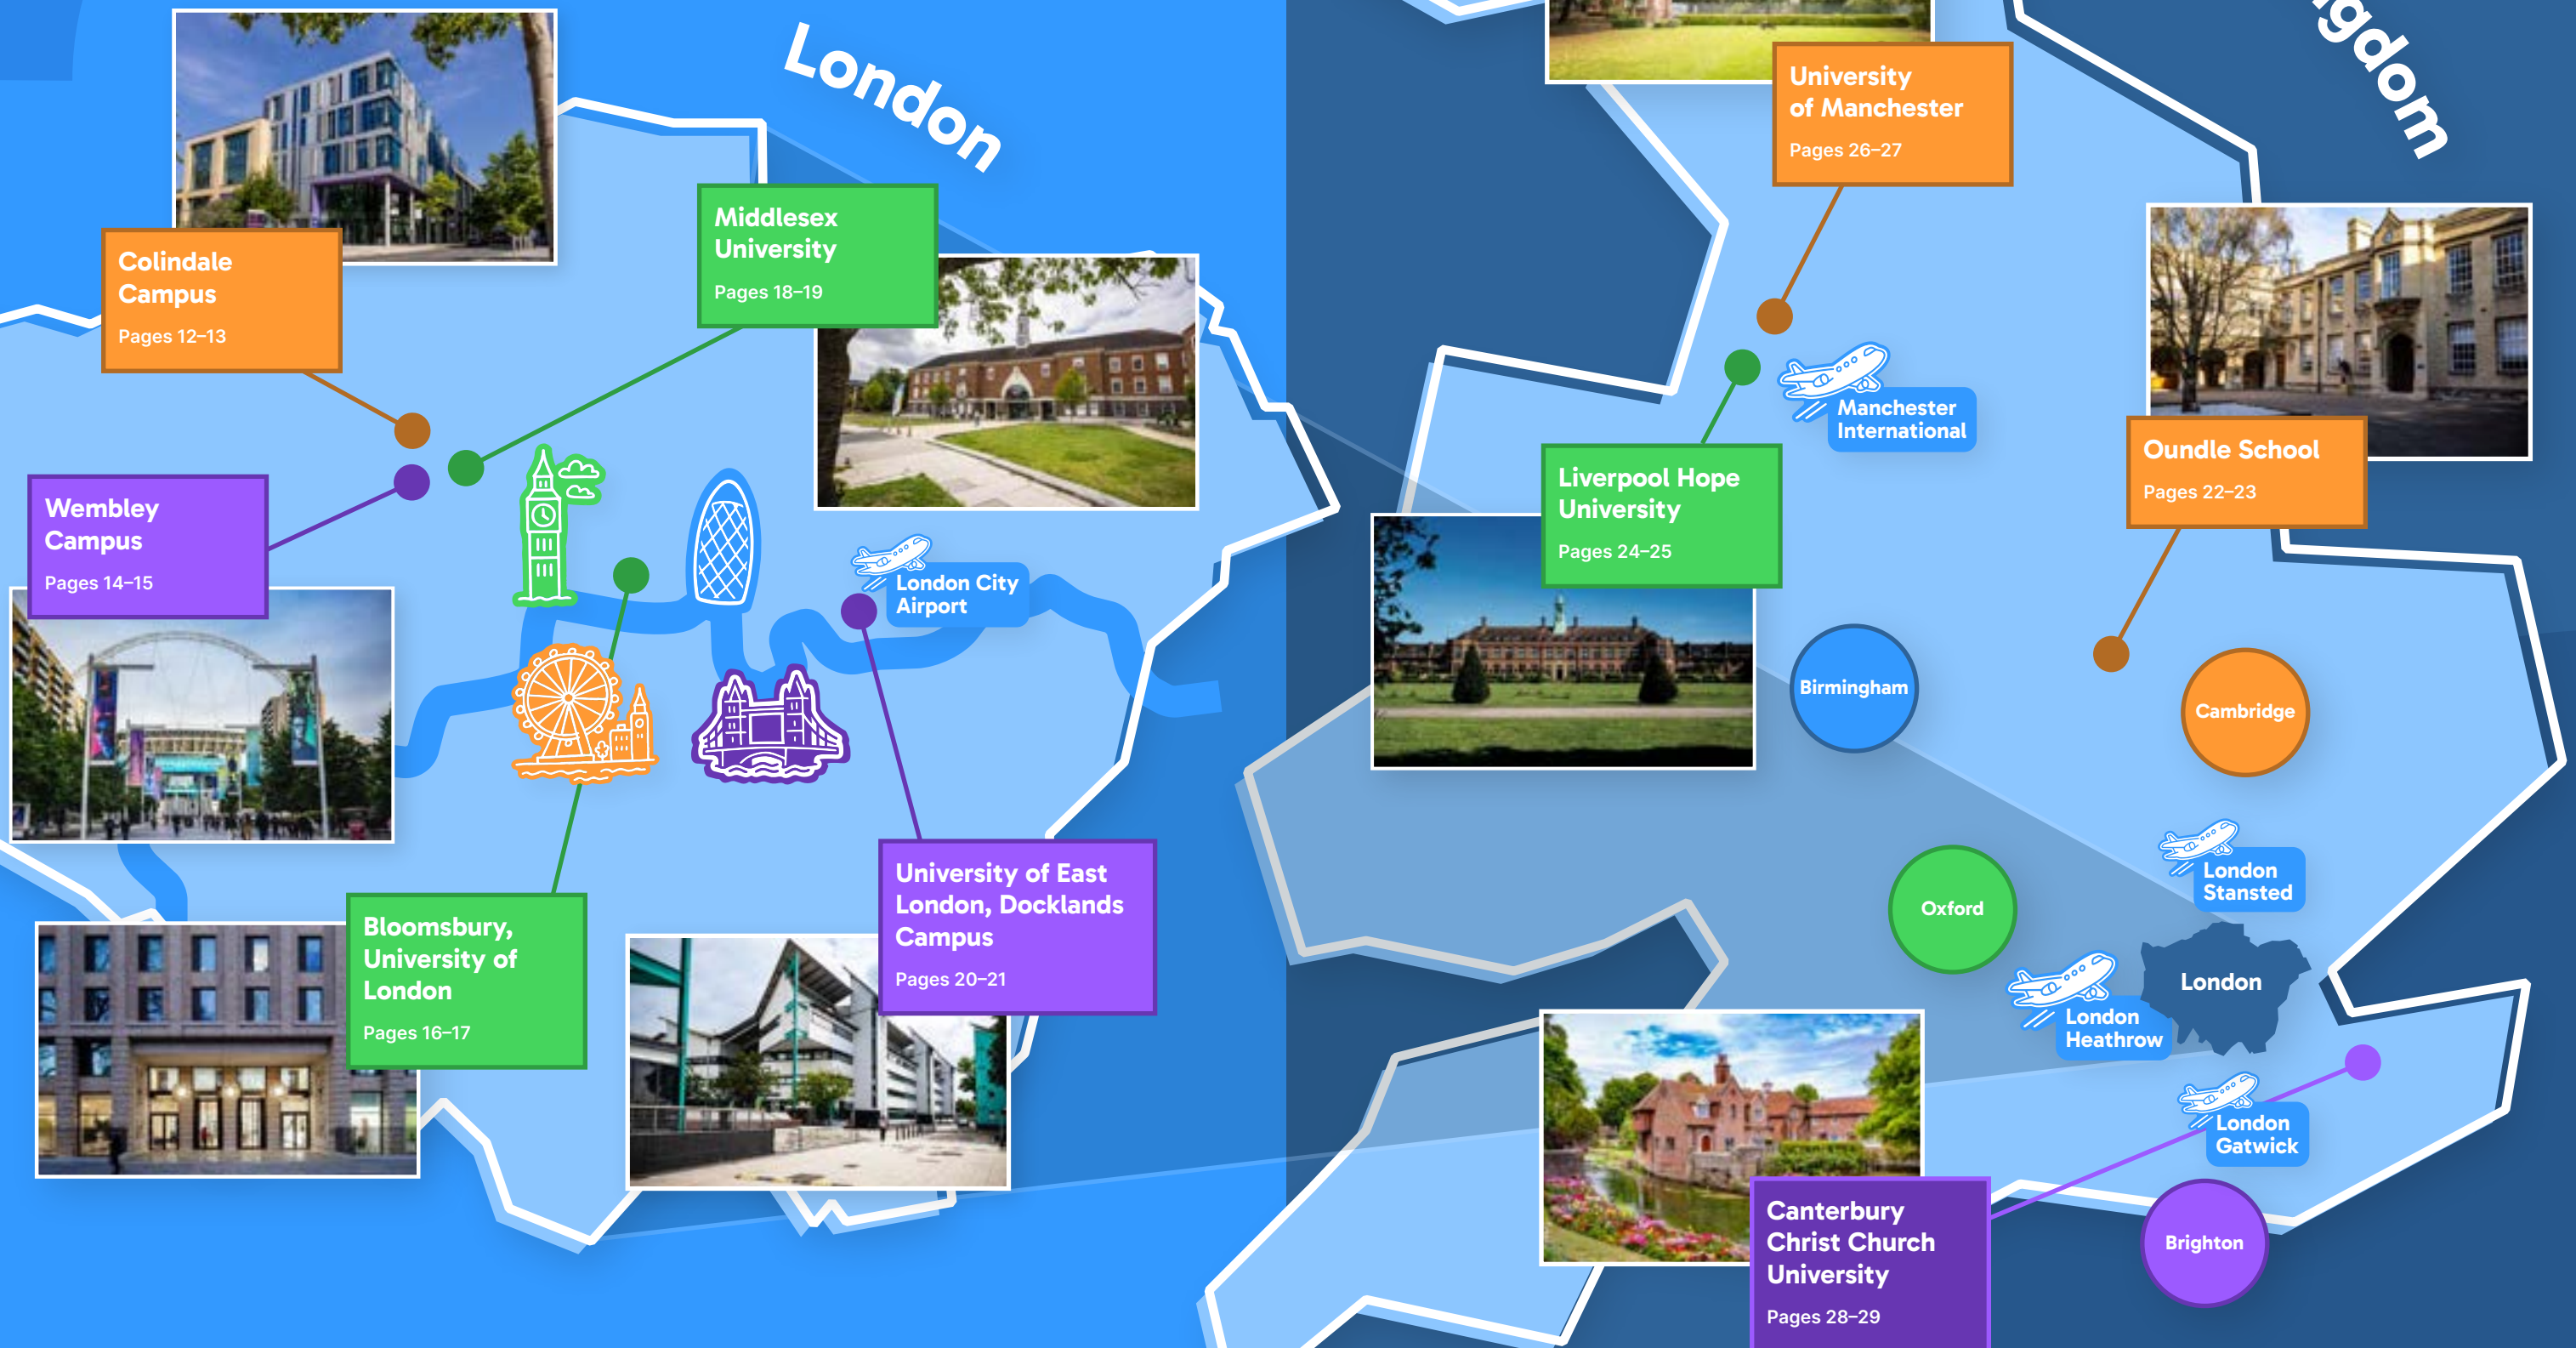 London
Colindale
Campus
Pages 12–13
Middlesex
University
Pages 18–19
Wembley
Campus
Pages 14–15
London City
Airport
Bloomsbury,
University of
London
Pages 16–17
University of East
London, Docklands
Campus
Pages 20–21
ngdom
University
of Manchester
Pages 26–27
Manchester
International
Liverpool Hope
University
Pages 24–25
Oundle School
Pages 22–23
Birmingham
Cambridge
Oxford
London
Stansted
London
London
Heathrow
London
Gatwick
Brighton
Canterbury
Christ Church
University
Pages 28–29